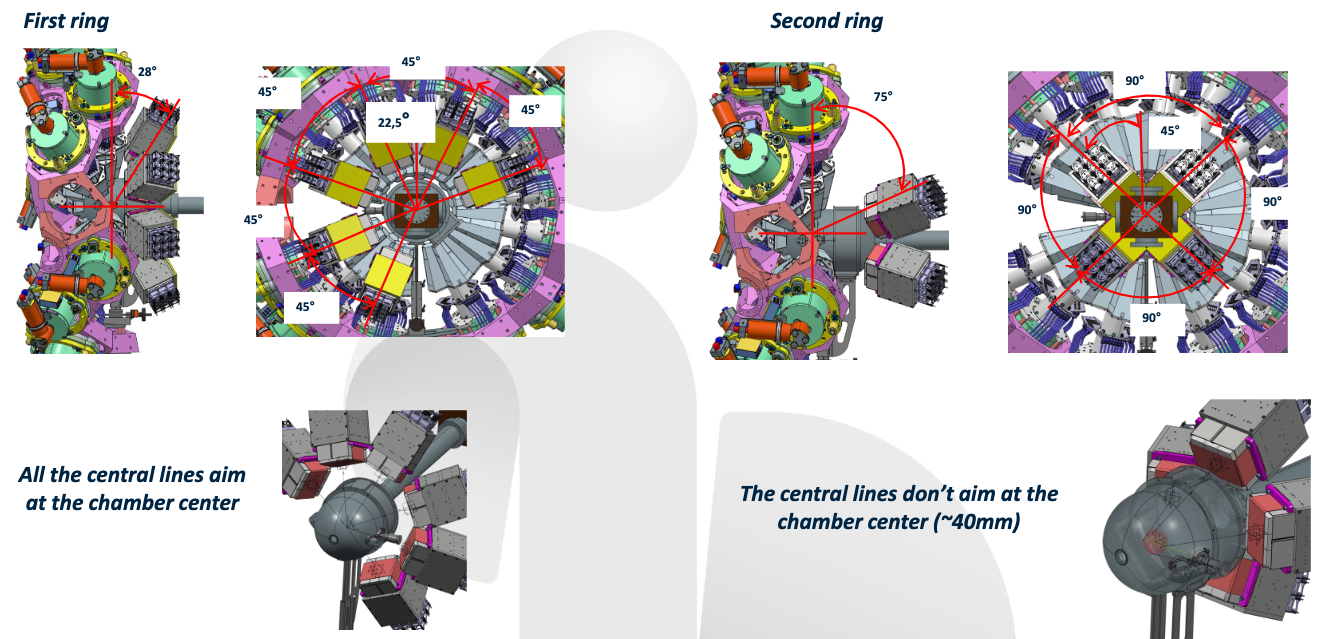 First ring
Second ring
28°
45°
45°
22,5°
45°
45°
45°
75°
90°
45°
90°
90°
90°
All the central lines aim
at the chamber center
The central lines don’t aim at the
chamber center (~40mm)